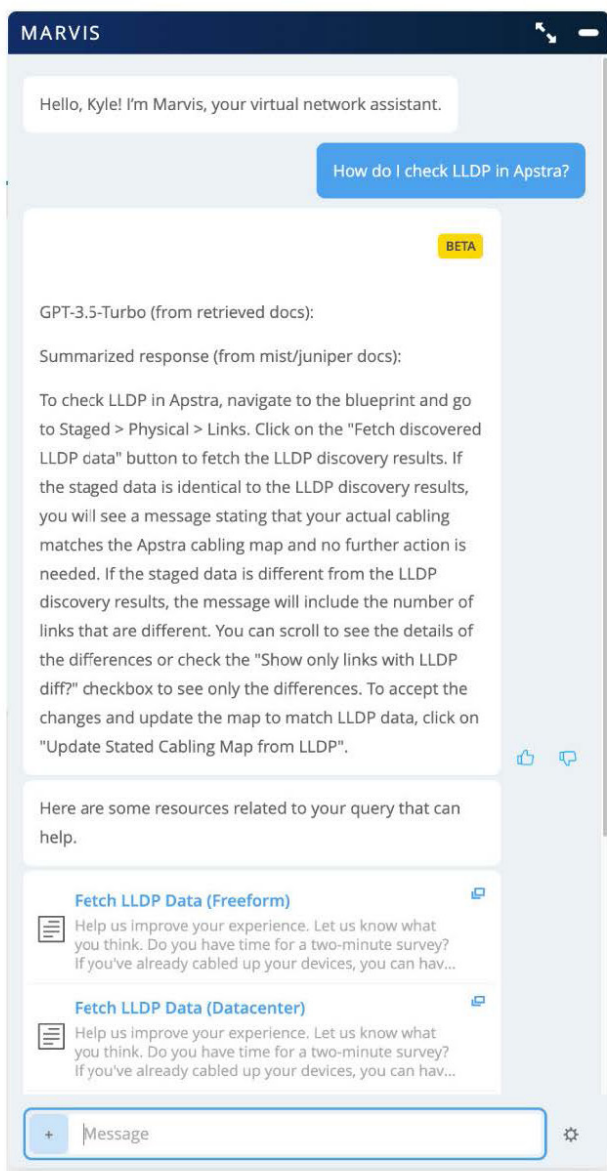 MARVIS
Hello, Kyle! I'm Marvis, your virtual network assistant.
How do I check LLDP in Apstra?
BETA
GPT-3.5-Turbo (from retrieved docs):
Summarized response (from mist/juniper docs):
To check LLDP in Apstra, navigate to the blueprint and go
to Staged > Physical > Links. Click on the "Fetch discovered
LLDP data" button to fetch the LLDP discovery results. If
the staged data is identical to the LLDP discovery results,
you will see a message stating that your actual cabling
matches the Apstra cabling map and no further action is
needed. If the staged data is different from the LLDP
discovery results, the message will include the number of
links that are different. You can scroll to see the details of
the differences or check the "Show only links with LLDP
diff?" checkbox to see only the differences. To accept the
changes and update the map to match LLDP data, click on
"Update Stated Cabling Map from LLDP".
Here are some resources related to your query that can
help.
Fetch LLDP Data (Freeform)
Help us improve your experience. Let us know what
you think. Do you have time for a two-minute survey?
If you've already cabled up your devices, you can hav...
Fetch LLDP Data (Datacenter)
Help us improve your experience. Let us know what
you think. Do you have time for a two-minute survey?
If you've already cabled up your devices, you can hav...
+ Message